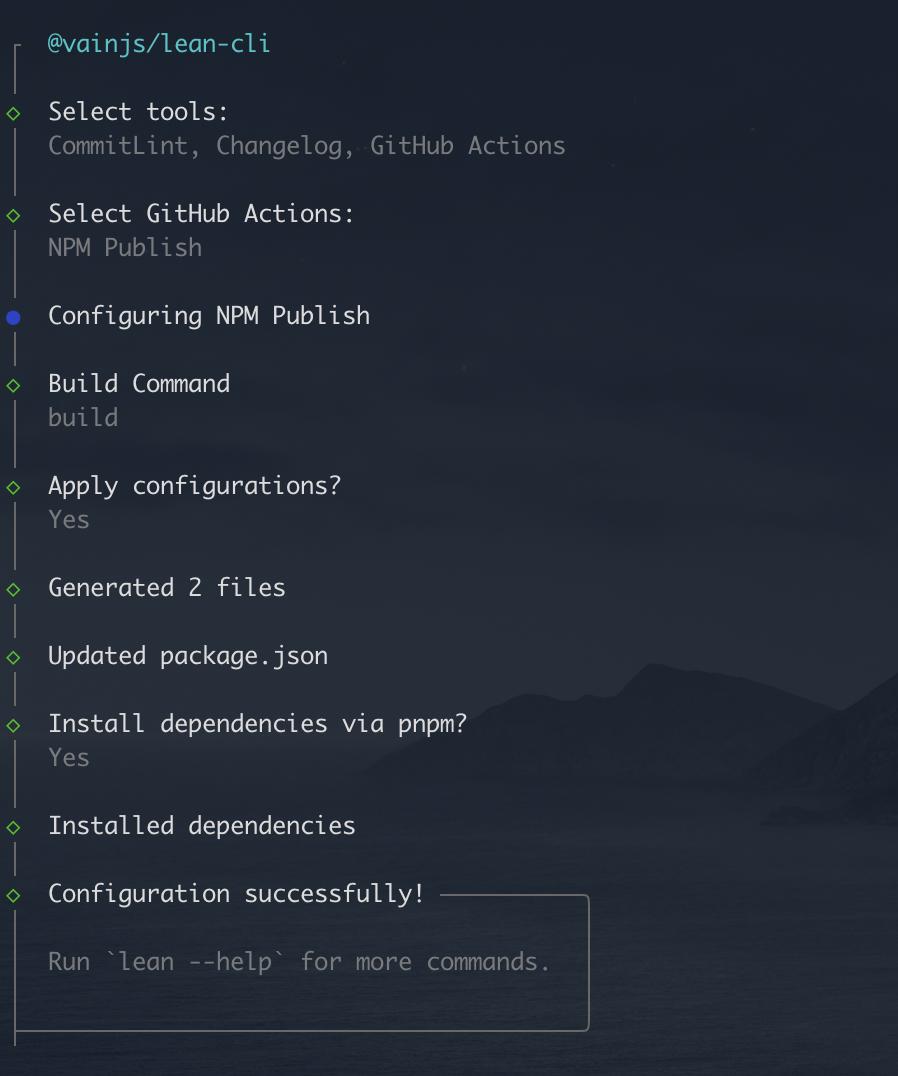 @vainjs/lean-cli
Select tools:
CommitLint, Changelog, GitHub Actions
Select GitHub Actions:
NPM Publish
Configuring NPM Publish
Build Command
build
Apply configurations?
Yes
Generated 2 files
Updated package.json
Install dependencies via pnpm?
Yes
Installed dependencies
Configuration successfully!
Run `lean --help` for more commands.